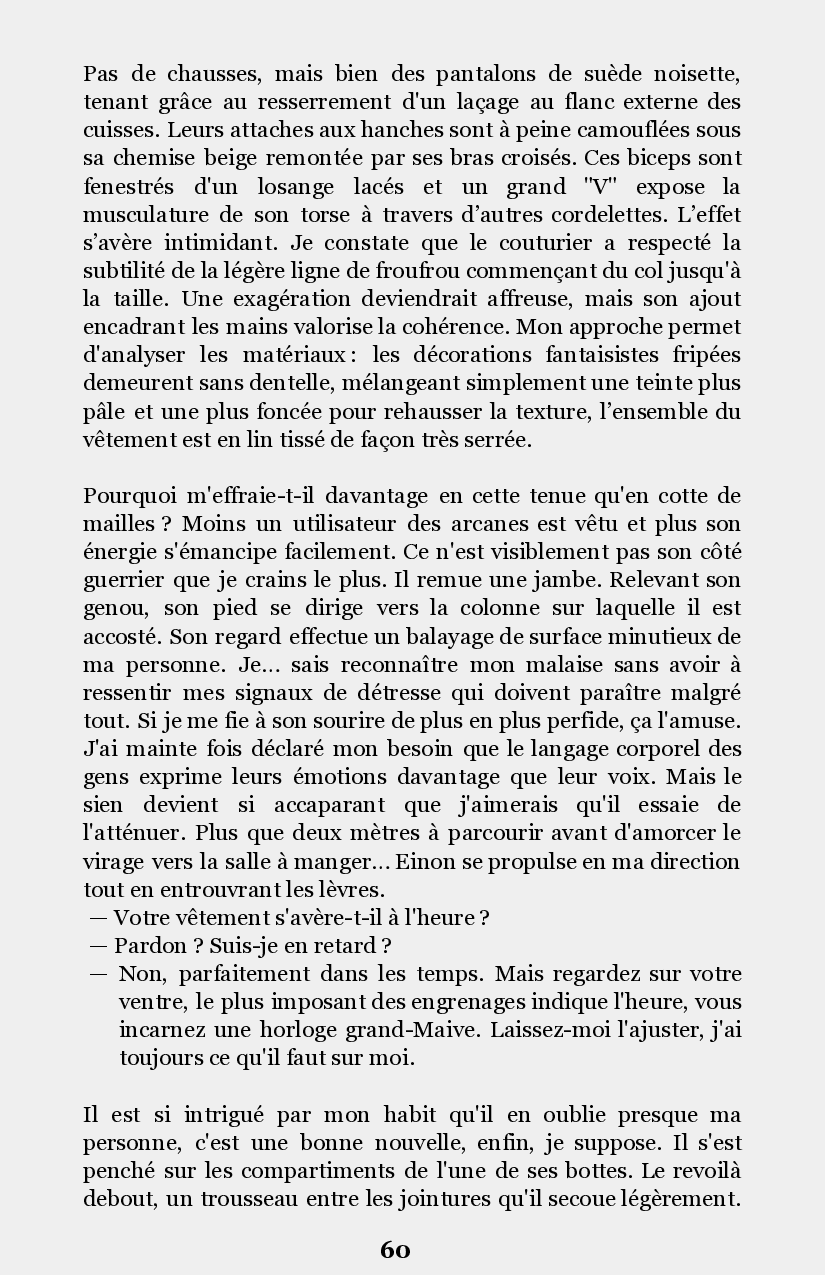 Pas de chausses, mais bien des pantalons de suède noisette,
tenant grâce au resserrement d'un laçage au flanc externe des
cuisses. Leurs attaches aux hanches sont à peine camouflées sous
sa chemise beige remontée par ses bras croisés. Ces biceps sont
fenestrés d'un losange lacés et un grand "V" expose la
musculature de son torse à travers d’autres cordelettes. L’effet
s’avère intimidant. Je constate que le couturier a respecté la
subtilité de la légère ligne de froufrou commençant du col jusqu'à
la taille. Une exagération deviendrait affreuse, mais son ajout
encadrant les mains valorise la cohérence. Mon approche permet
d'analyser les matériaux : les décorations fantaisistes fripées
demeurent sans dentelle, mélangeant simplement une teinte plus
pâle et une plus foncée pour rehausser la texture, l’ensemble du
vêtement est en lin tissé de façon très serrée.
Pourquoi m'effraie-t-il davantage en cette tenue qu'en cotte de
mailles ? Moins un utilisateur des arcanes est vêtu et plus son
énergie s'émancipe facilement. Ce n'est visiblement pas son côté
guerrier que je crains le plus. Il remue une jambe. Relevant son
genou, son pied se dirige vers la colonne sur laquelle il est
accosté. Son regard effectue un balayage de surface minutieux de
ma personne. Je... sais reconnaître mon malaise sans avoir à
ressentir mes signaux de détresse qui doivent paraître malgré
tout. Si je me fie à son sourire de plus en plus perfide, ça l'amuse.
J'ai mainte fois déclaré mon besoin que le langage corporel des
gens exprime leurs émotions davantage que leur voix. Mais le
sien devient si accaparant que j'aimerais qu'il essaie de
l'atténuer. Plus que deux mètres à parcourir avant d'amorcer le
virage vers la salle à manger... Einon se propulse en ma direction
tout en entrouvrant les lèvres.
— Votre vêtement s'avère-t-il à l'heure ?
— Pardon ? Suis-je en retard ?
— Non, parfaitement dans les temps. Mais regardez sur votre
ventre, le plus imposant des engrenages indique l'heure, vous
incarnez une horloge grand-Maive. Laissez-moi l'ajuster, j'ai
toujours ce qu'il faut sur moi.
Il est si intrigué par mon habit qu'il en oublie presque ma
personne, c'est une bonne nouvelle, enfin, je suppose. Il s'est
penché sur les compartiments de l'une de ses bottes. Le revoilà
debout, un trousseau entre les jointures qu'il secoue légèrement.
60